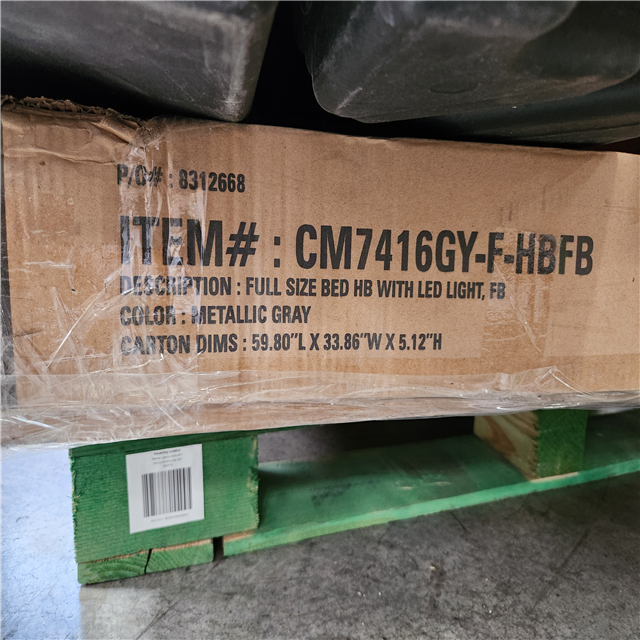 P/O# : 8312668
ITEM# : CM7416GY-F-HBFB
DESCRIPTION : FULL SIZE BED HB WITH LED LIGHT, FB
COLOR : METALLIC GRAY
CARTON DIMS : 59.80"L X 33.86"W X 5.12"H